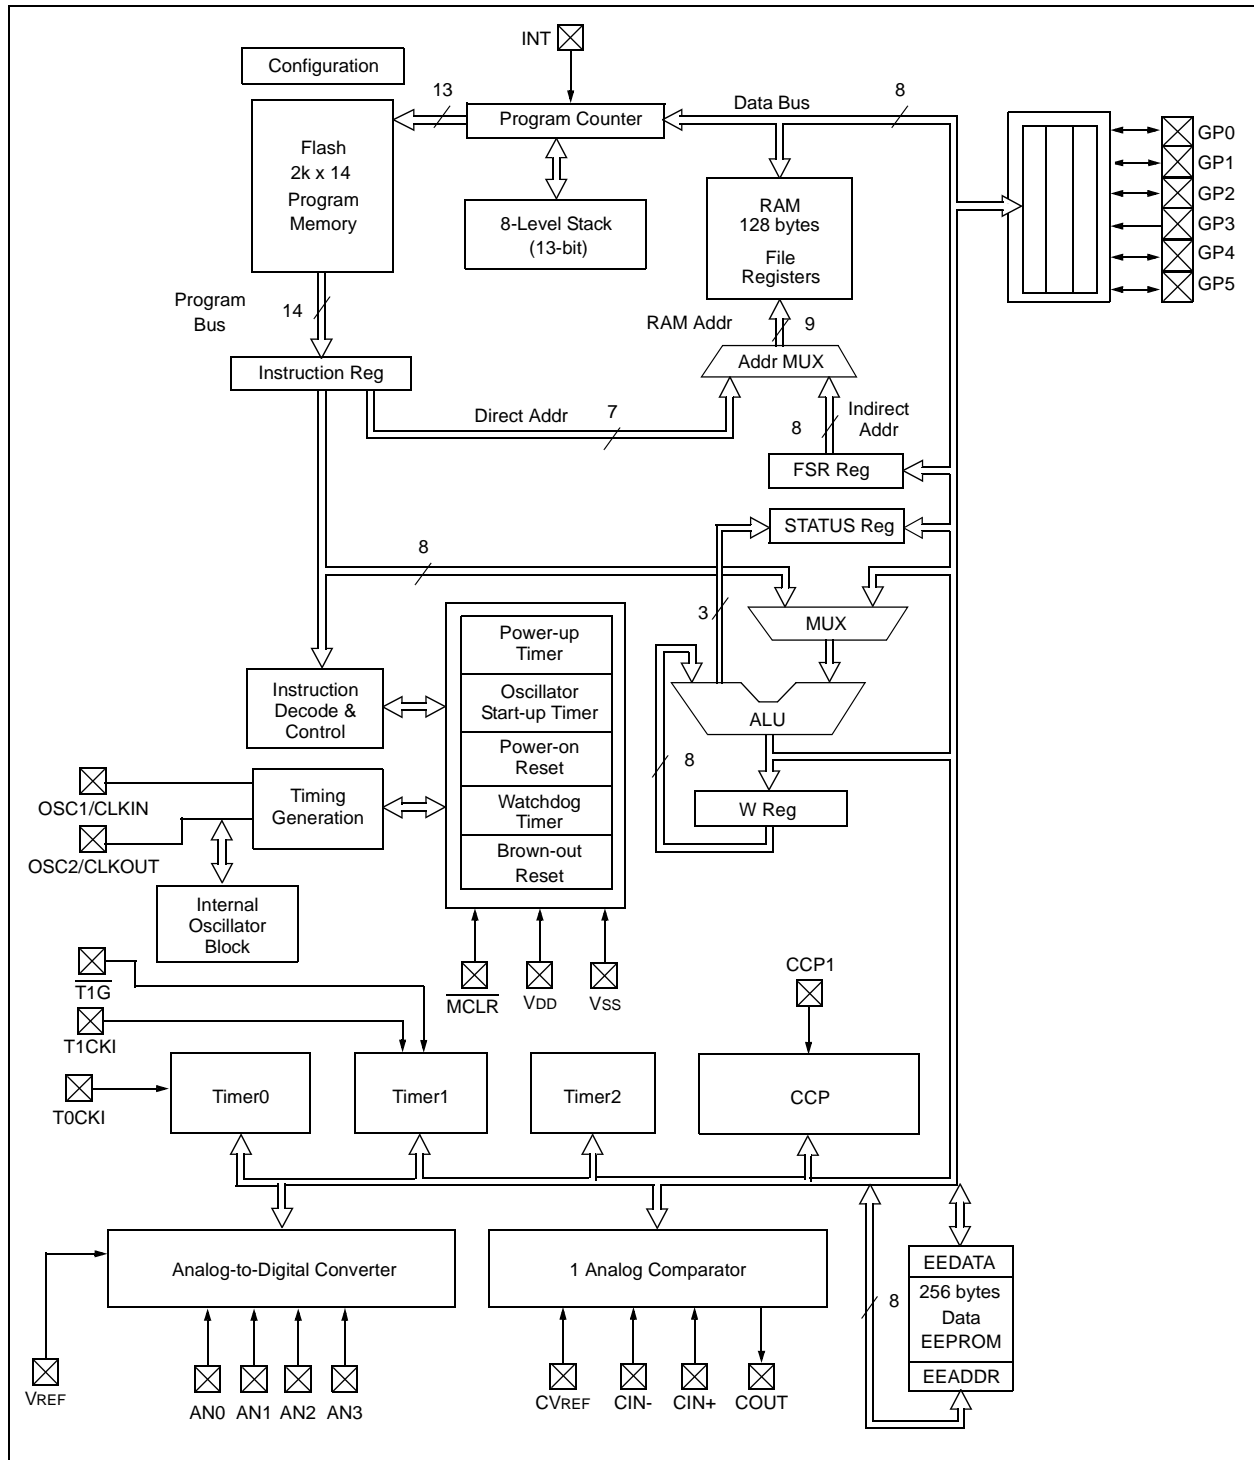 INT
Configuration
13
Data Bus
8
Program Counter
Flash
2k x 14
Program
Memory
8-Level Stack
(13-bit)
RAM
128 bytes
File
Registers
GP0
GP1
GP2
GP3
GP4
GP5
Program
Bus
14
RAM Addr
9
Addr MUX
Instruction Reg
Direct Addr
7
8
Indirect
Addr
FSR Reg
STATUS Reg
8
3
MUX
Power-up
Timer
Oscillator
Start-up Timer
Power-on
Reset
Watchdog
Timer
Brown-out
Reset
Instruction
Decode &
Control
ALU
8
W Reg
OSC1/CLKIN
Timing
Generation
OSC2/CLKOUT
Internal
Oscillator
Block
T1G
MCLR
VDD
VSS
CCP1
T1CKI
T0CKI
Timer0
Timer1
Timer2
CCP
Analog-to-Digital Converter
1 Analog Comparator
EEDATA
256 bytes
Data
EEPROM
EEADDR
8
VREF
AN0
AN1
AN2
AN3
CVREF
CIN-
CIN+
COUT